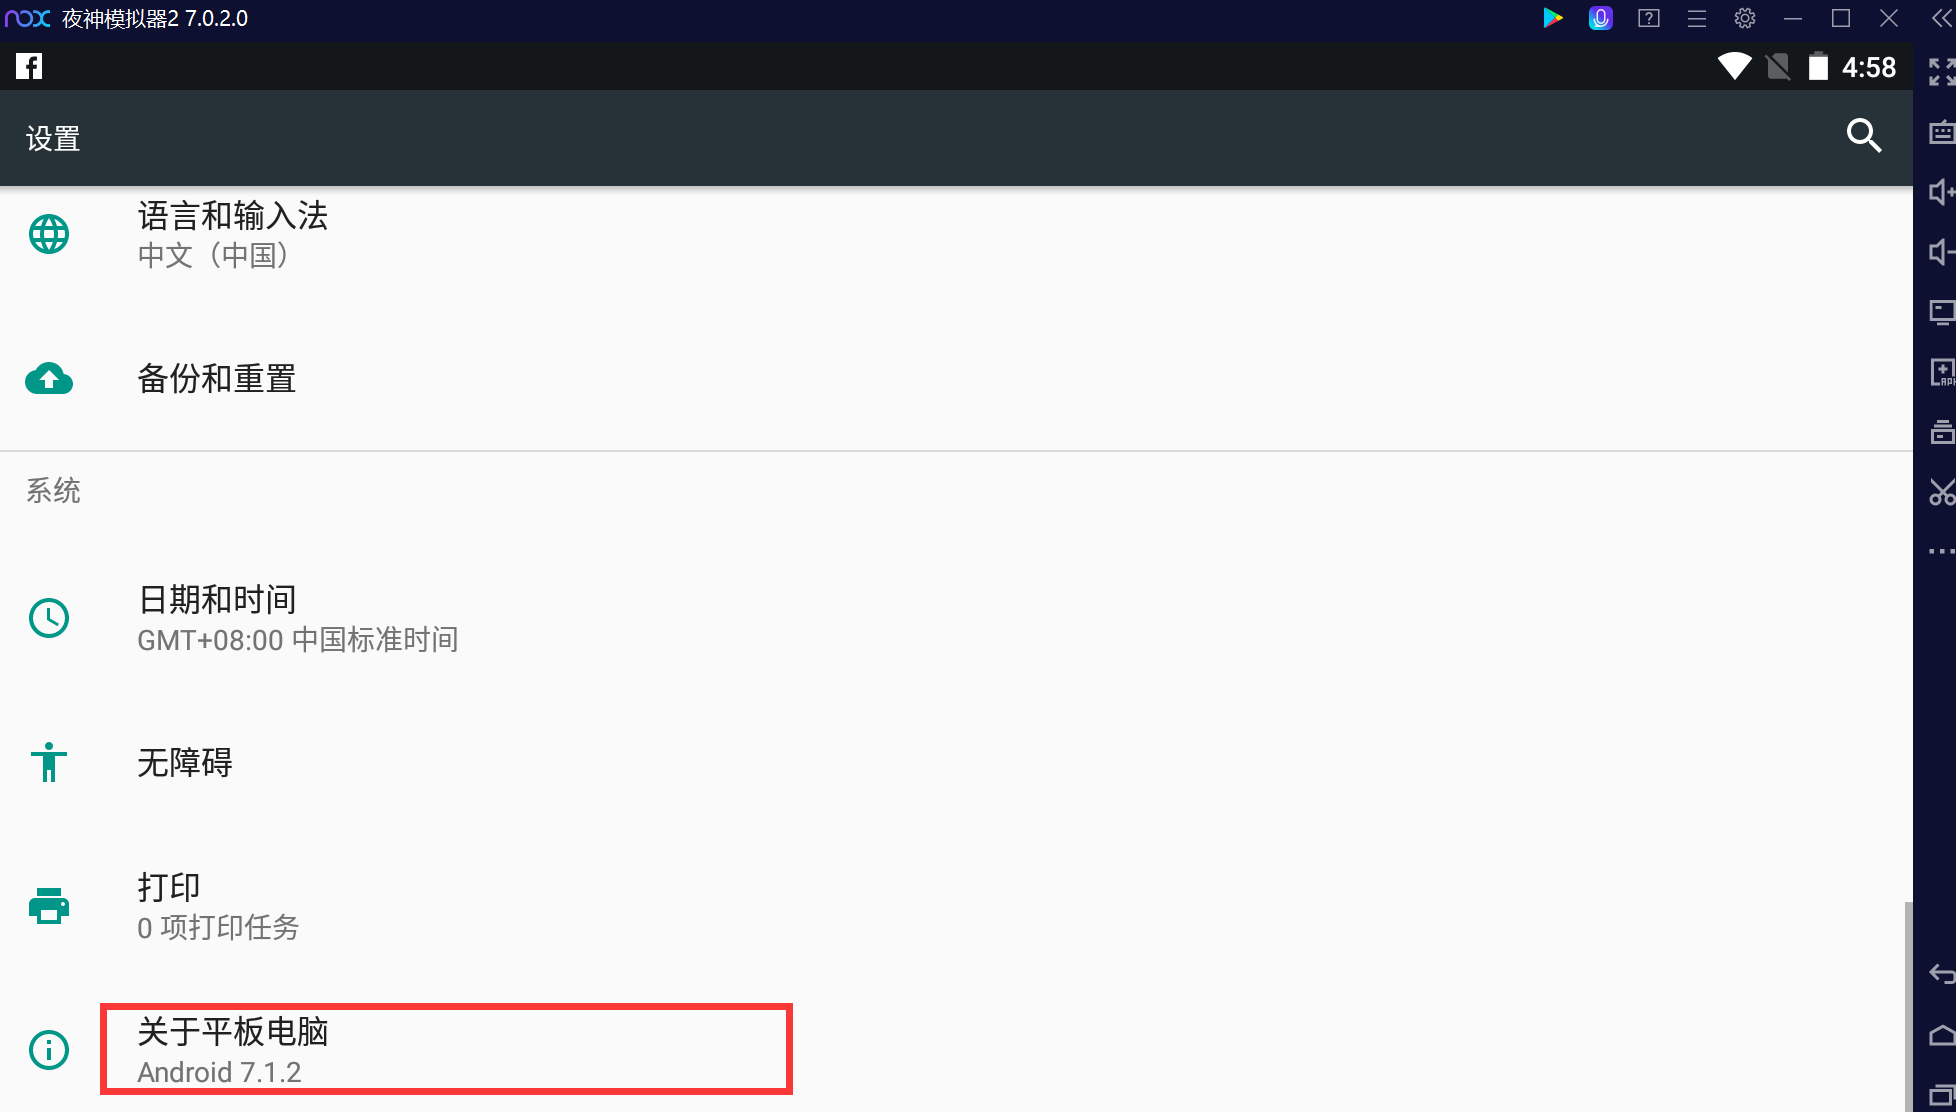 nox 夜神模拟器2 7.0.2.0
4:58
设置
语言和输入法
中文（中国）
备份和重置
系统
日期和时间
GMT+08:00 中国标准时间
无障碍
打印
0 项打印任务
关于平板电脑
Android 7.1.2